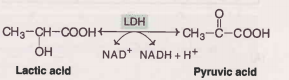 LDH
O
CH₃–CH–COOH CH₃–C–COOH
OH NAD⁺ NADH + H⁺
Lactic acid Pyruvic acid